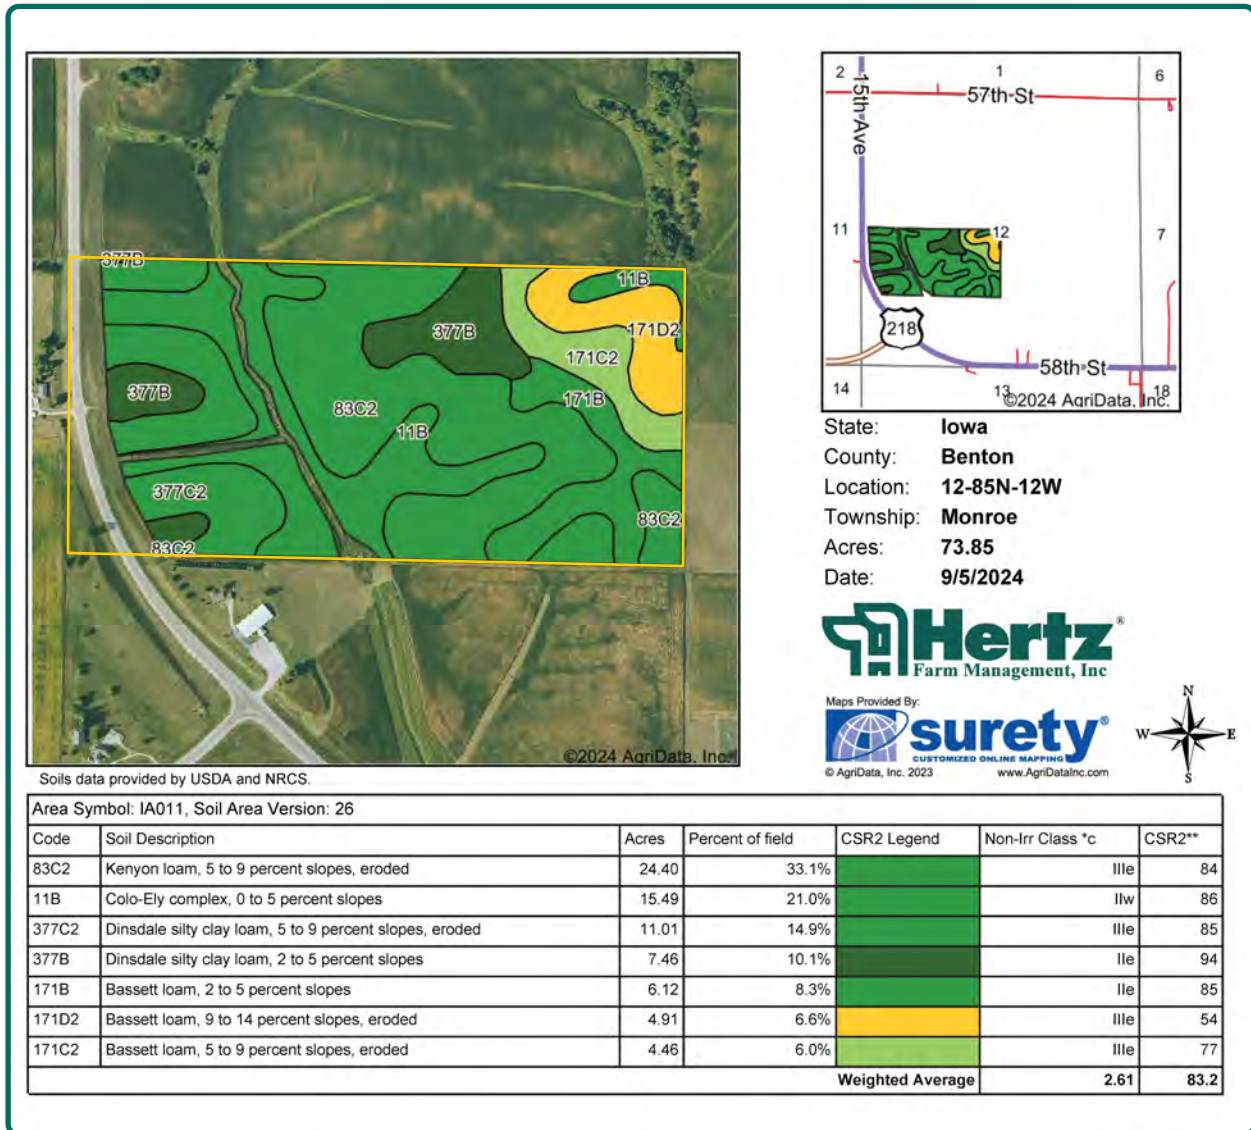 377B
11B
377B
171D2
171C2
377B
171B
83C2
11B
377C2
83C2
83C2
©2024 AgriData, Inc.
Soils data provided by USDA and NRCS.
2 1 6
57th St
15th Ave
11 12 7
218
58th St
14 13 18
©2024 AgriData, Inc.
State: Iowa
County: Benton
Location: 12-85N-12W
Township: Monroe
Acres: 73.85
Date: 9/5/2024
Hertz®
Farm Management, Inc
Maps Provided By:
surety®
CUSTOMIZED ONLINE MAPPING
© AgriData, Inc. 2023 www.AgriDataInc.com
N
W E
S
Area Symbol: IA011, Soil Area Version: 26
Code Soil Description Acres Percent of field CSR2 Legend Non-Irr Class *c CSR2**
83C2 Kenyon loam, 5 to 9 percent slopes, eroded 24.40 33.1% IIIe 84
11B Colo-Ely complex, 0 to 5 percent slopes 15.49 21.0% IIw 86
377C2 Dinsdale silty clay loam, 5 to 9 percent slopes, eroded 11.01 14.9% IIIe 85
377B Dinsdale silty clay loam, 2 to 5 percent slopes 7.46 10.1% IIe 94
171B Bassett loam, 2 to 5 percent slopes 6.12 8.3% IIe 85
171D2 Bassett loam, 9 to 14 percent slopes, eroded 4.91 6.6% IIIe 54
171C2 Bassett loam, 5 to 9 percent slopes, eroded 4.46 6.0% IIIe 77
Weighted Average 2.61 83.2